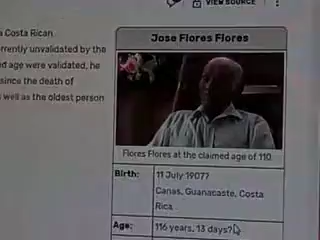 VIEW SOURCE
a Costa Rican
rrently unvalidated by the
d age were validated, he
since the death of
well as the oldest person
Jose Flores Flores
Flores Flores at the claimed age of 110
Birth:
11 July 1907?
Canas, Guanacaste, Costa
Rica
Age:
116 years, 13 days?